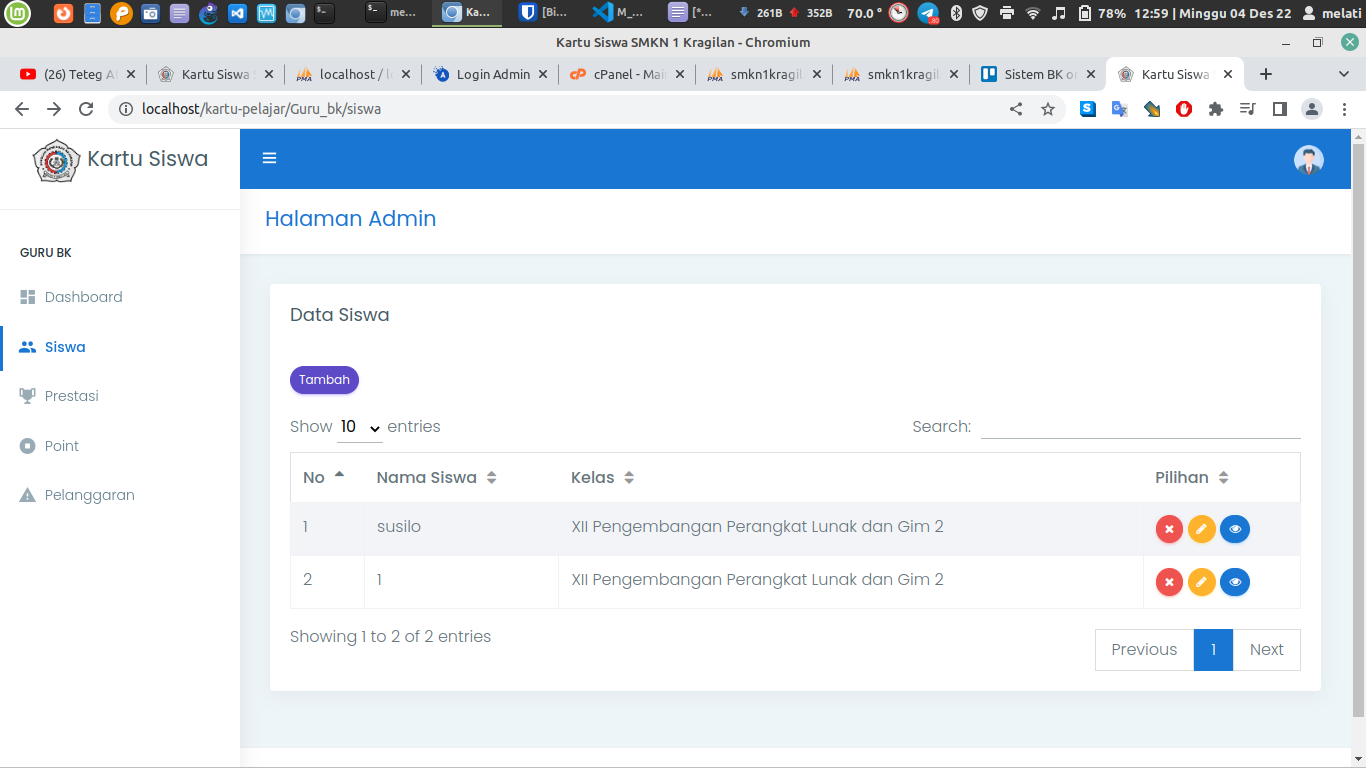 me...
Ka...
[Bi...
M_...
[*...
261B 352B 70.0 ° 78% 12:59 | Minggu 04 Des 22 melati
Kartu Siswa SMKN 1 Kragilan - Chromium
(26) Teteg A
Kartu Siswa S
localhost / l
Login Admin
cPanel - Mai
smkn1kragil
smkn1kragil
Sistem BK o
Kartu Siswa
localhost/kartu-pelajar/Guru_bk/siswa
Kartu Siswa
Halaman Admin
GURU BK
Dashboard
Siswa
Prestasi
Point
Pelanggaran
Data Siswa
Tambah
Show 10 entries
Search:
No Nama Siswa Kelas Pilihan
1 susilo XII Pengembangan Perangkat Lunak dan Gim 2
2 1 XII Pengembangan Perangkat Lunak dan Gim 2
Showing 1 to 2 of 2 entries
Previous 1 Next